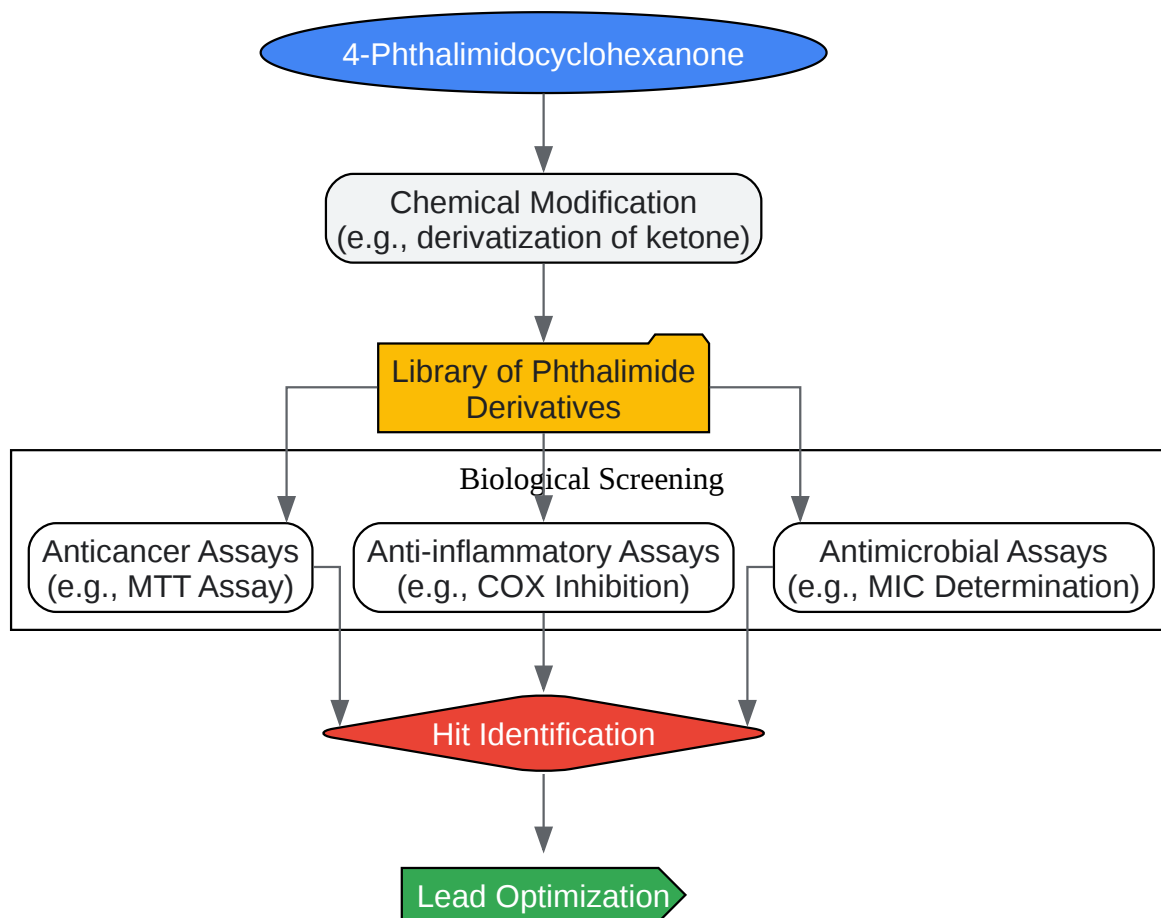 4-Phthalimidocyclohexanone
Chemical Modification
(e.g., derivatization of ketone)
Library of Phthalimide
Derivatives
Biological Screening
Anticancer Assays
(e.g., MTT Assay)
Anti-inflammatory Assays
(e.g., COX Inhibition)
Antimicrobial Assays
(e.g., MIC Determination)
Hit Identification
Lead Optimization